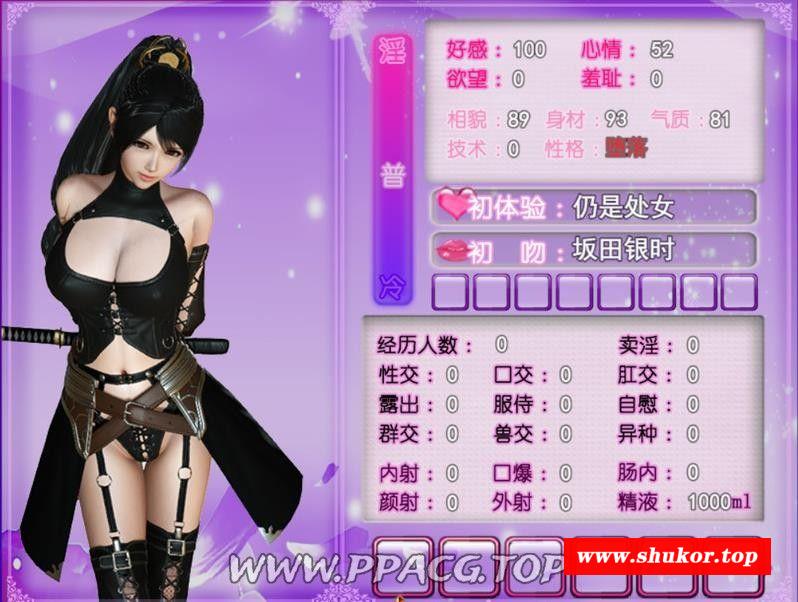 好感：100 心情：52
欲望：0 羞耻：0
相貌：89 身材：93 气质：81
技术：0 性格：堕落
淫
普
冷
初体验：仍是处女
初 吻：坂田银时
经历人数：0 卖淫：0
性交：0 口交：0 肛交：0
露出：0 服侍：0 自慰：0
群交：0 兽交：0 异种：0
内射：0 口爆：0 肠内：0
颜射：0 外射：0 精液：1000ml
WWW.PPACG.TOP
www.shukor.top